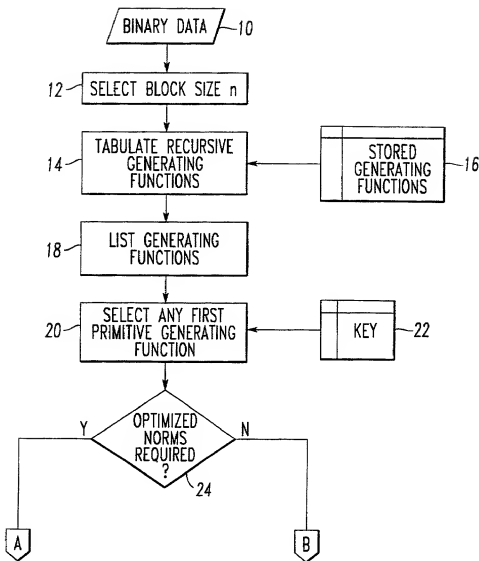 BINARY DATA
10
12
SELECT BLOCK SIZE n
14
TABULATE RECURSIVE
GENERATING
FUNCTIONS
STORED
GENERATING
FUNCTIONS
16
18
LIST GENERATING
FUNCTIONS
20
SELECT ANY FIRST
PRIMITIVE GENERATING
FUNCTION
KEY
22
Y
OPTIMIZED
NORMS
REQUIRED
?
N
24
A
B